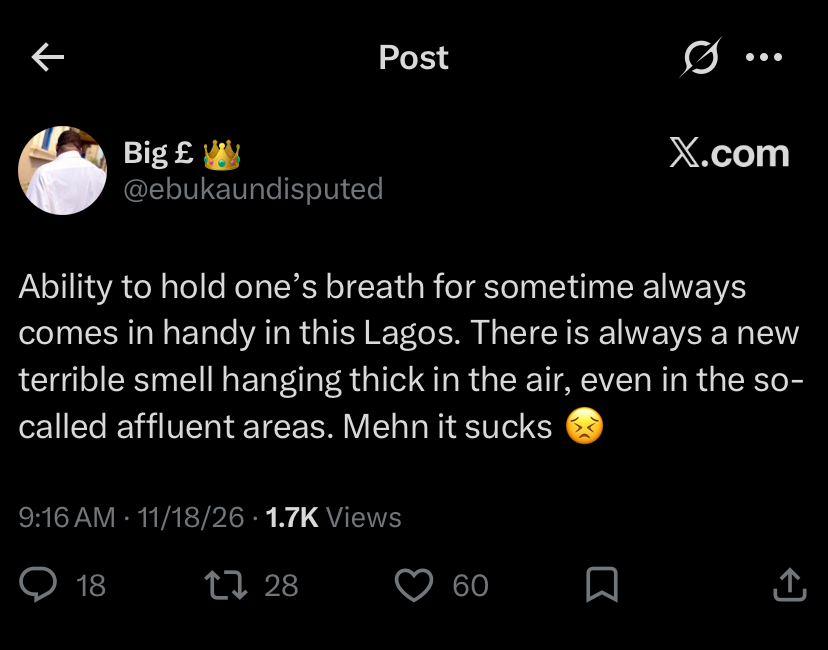 Post
Big £ 👑
@ebukaundisputed
X.com
Ability to hold one’s breath for sometime always
comes in handy in this Lagos. There is always a new
terrible smell hanging thick in the air, even in the so-
called affluent areas. Mehn it sucks 😣
9:16 AM · 11/18/26 · 1.7K Views
18 28 60